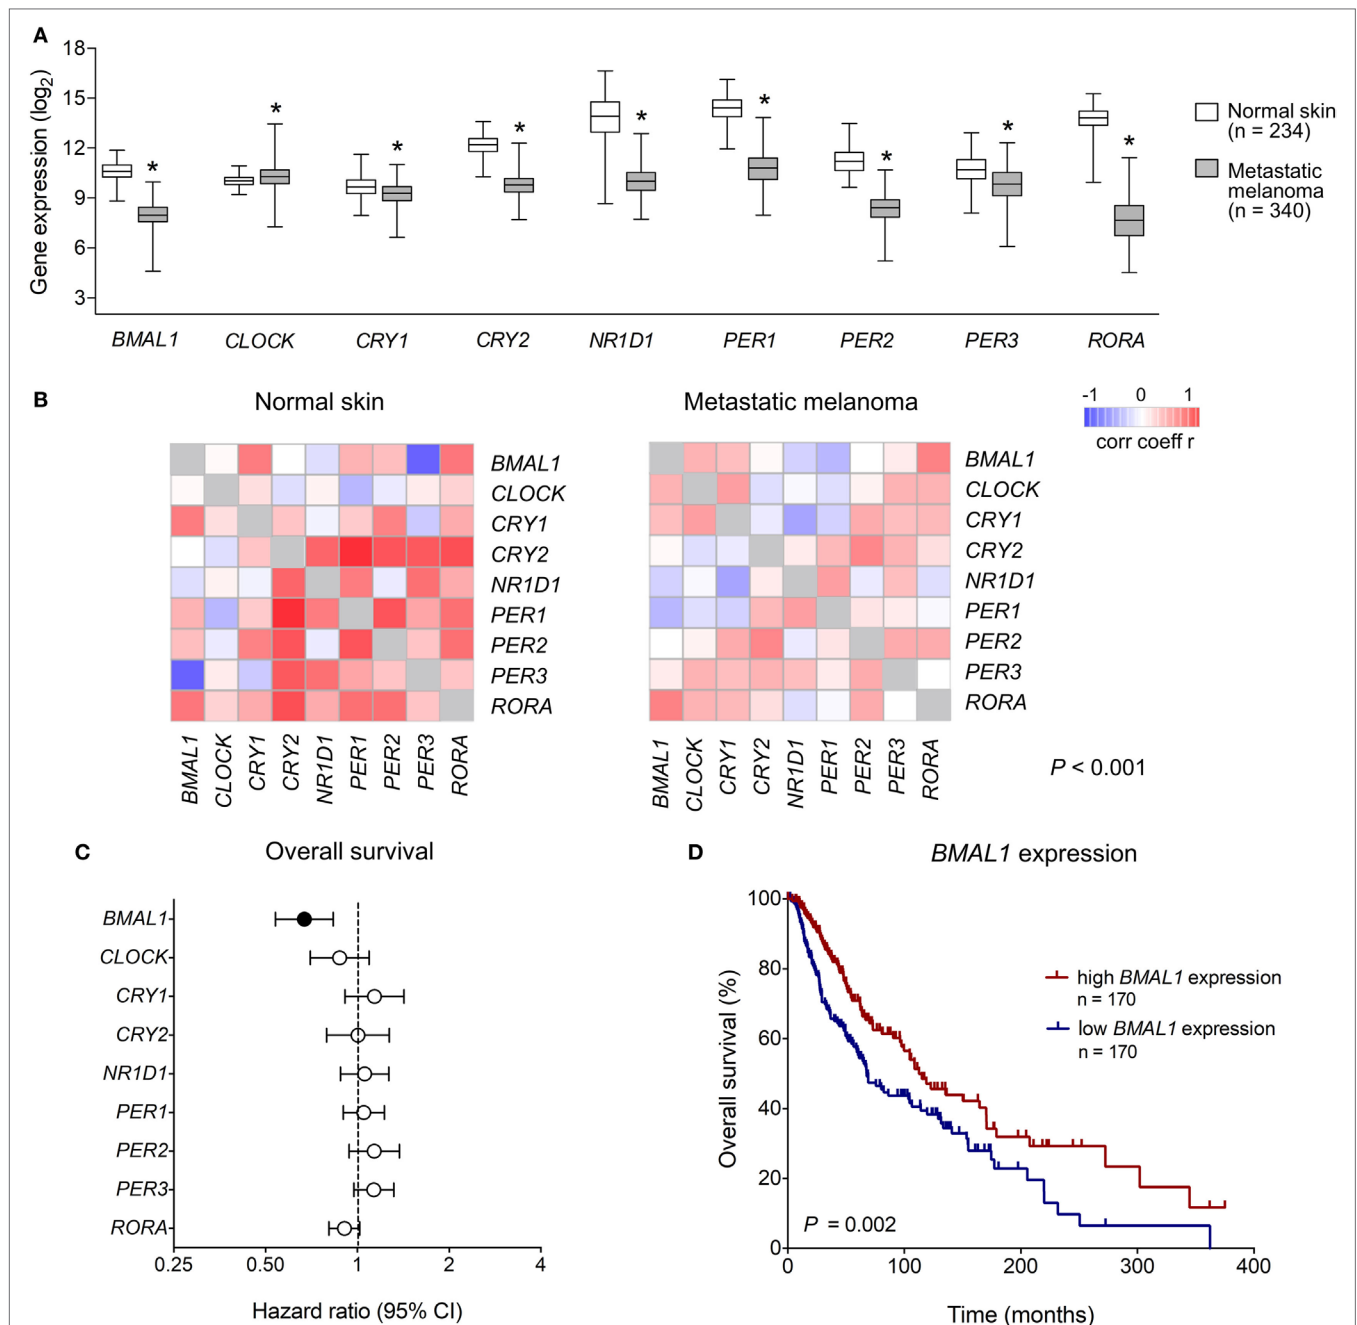 A
Gene expression (log2)
18
15
12
9
6
3
* * * * * * * * *
BMAL1 CLOCK CRY1 CRY2 NR1D1 PER1 PER2 PER3 RORA
Normal skin
(n = 234)
Metastatic
melanoma
(n = 340)
B
Normal skin
BMAL1
CLOCK
CRY1
CRY2
NR1D1
PER1
PER2
PER3
RORA
BMAL1 CLOCK CRY1 CRY2 NR1D1 PER1 PER2 PER3 RORA
Metastatic melanoma
BMAL1
CLOCK
CRY1
CRY2
NR1D1
PER1
PER2
PER3
RORA
BMAL1 CLOCK CRY1 CRY2 NR1D1 PER1 PER2 PER3 RORA
-1 0 1
corr coeff r
P < 0.001
C
Overall survival
BMAL1
CLOCK
CRY1
CRY2
NR1D1
PER1
PER2
PER3
RORA
0.25 0.50 1 2 4
Hazard ratio (95% CI)
D
BMAL1 expression
Overall survival (%)
100
80
60
40
20
0
high BMAL1 expression
n = 170
low BMAL1 expression
n = 170
P = 0.002
0 100 200 300 400
Time (months)